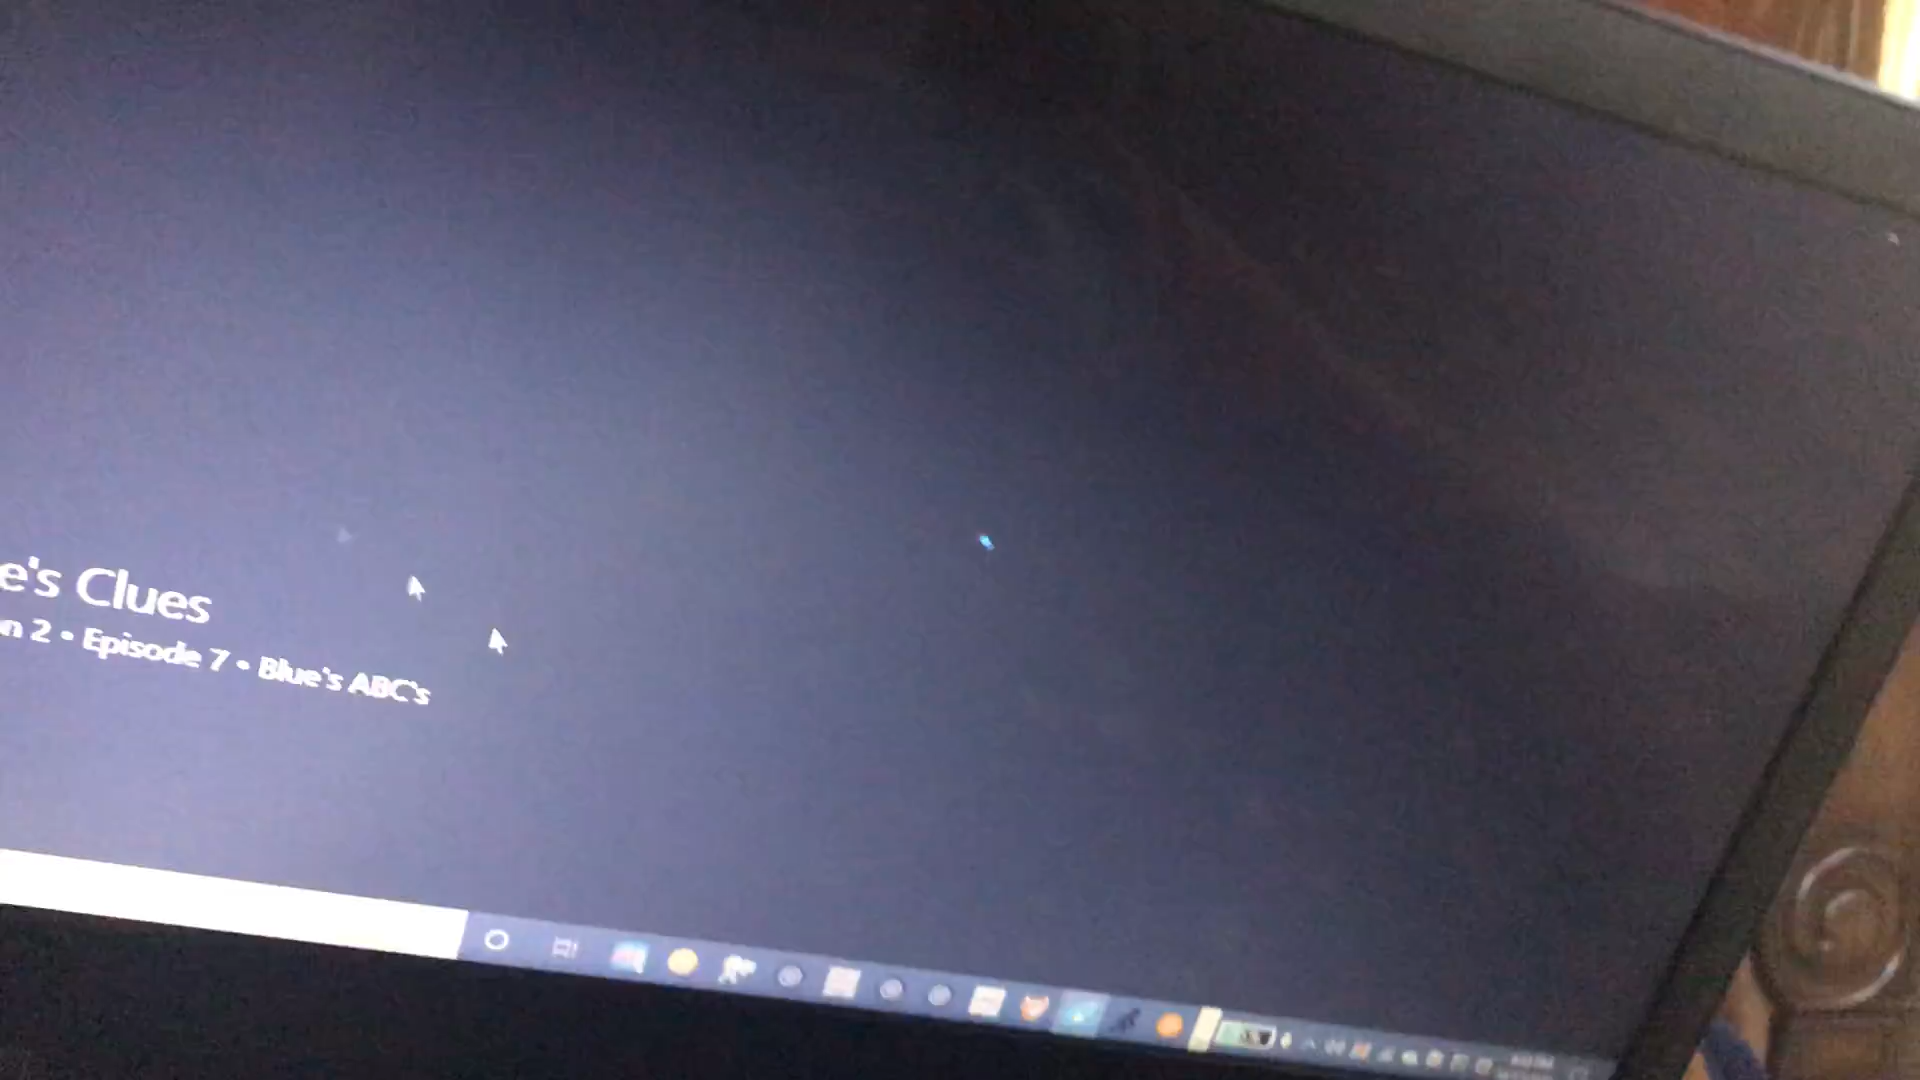 e's Clues
n 2 • Episode 7 • Blue's ABC's